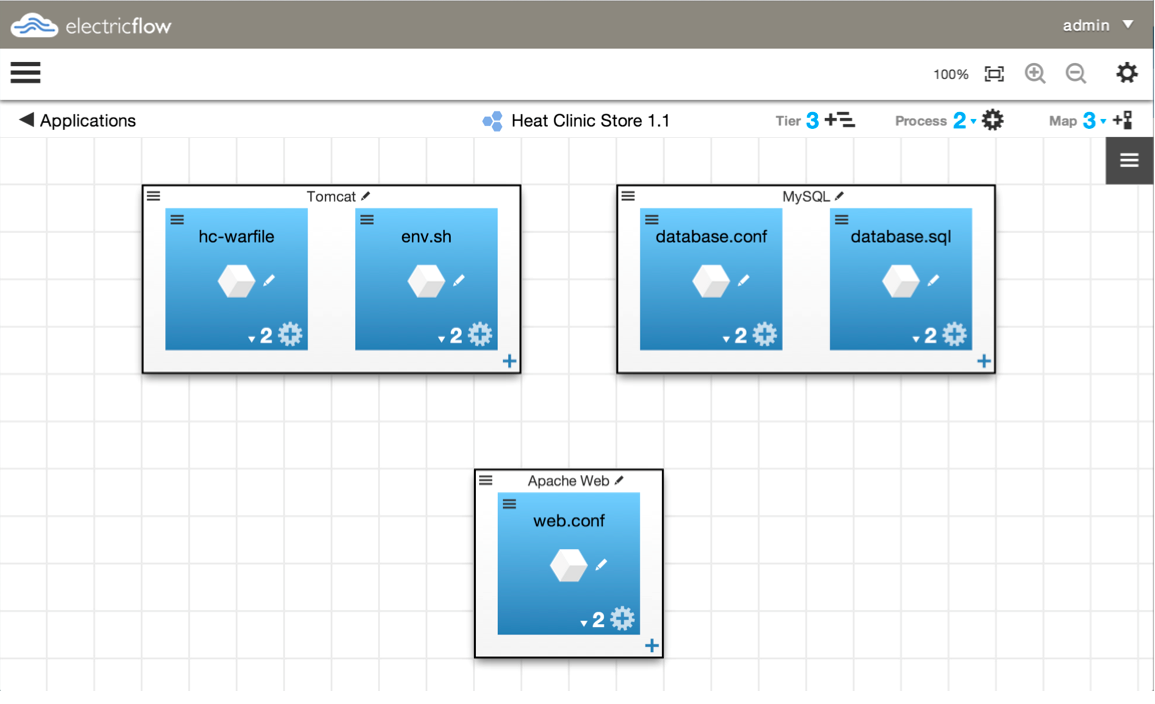 electricflow
admin
100%
Applications
Heat Clinic Store 1.1
Tier 3
Process 2
Map 3
Tomcat
MySQL
hc-warfile
env.sh
database.conf
database.sql
2
2
2
2
Apache Web
web.conf
2